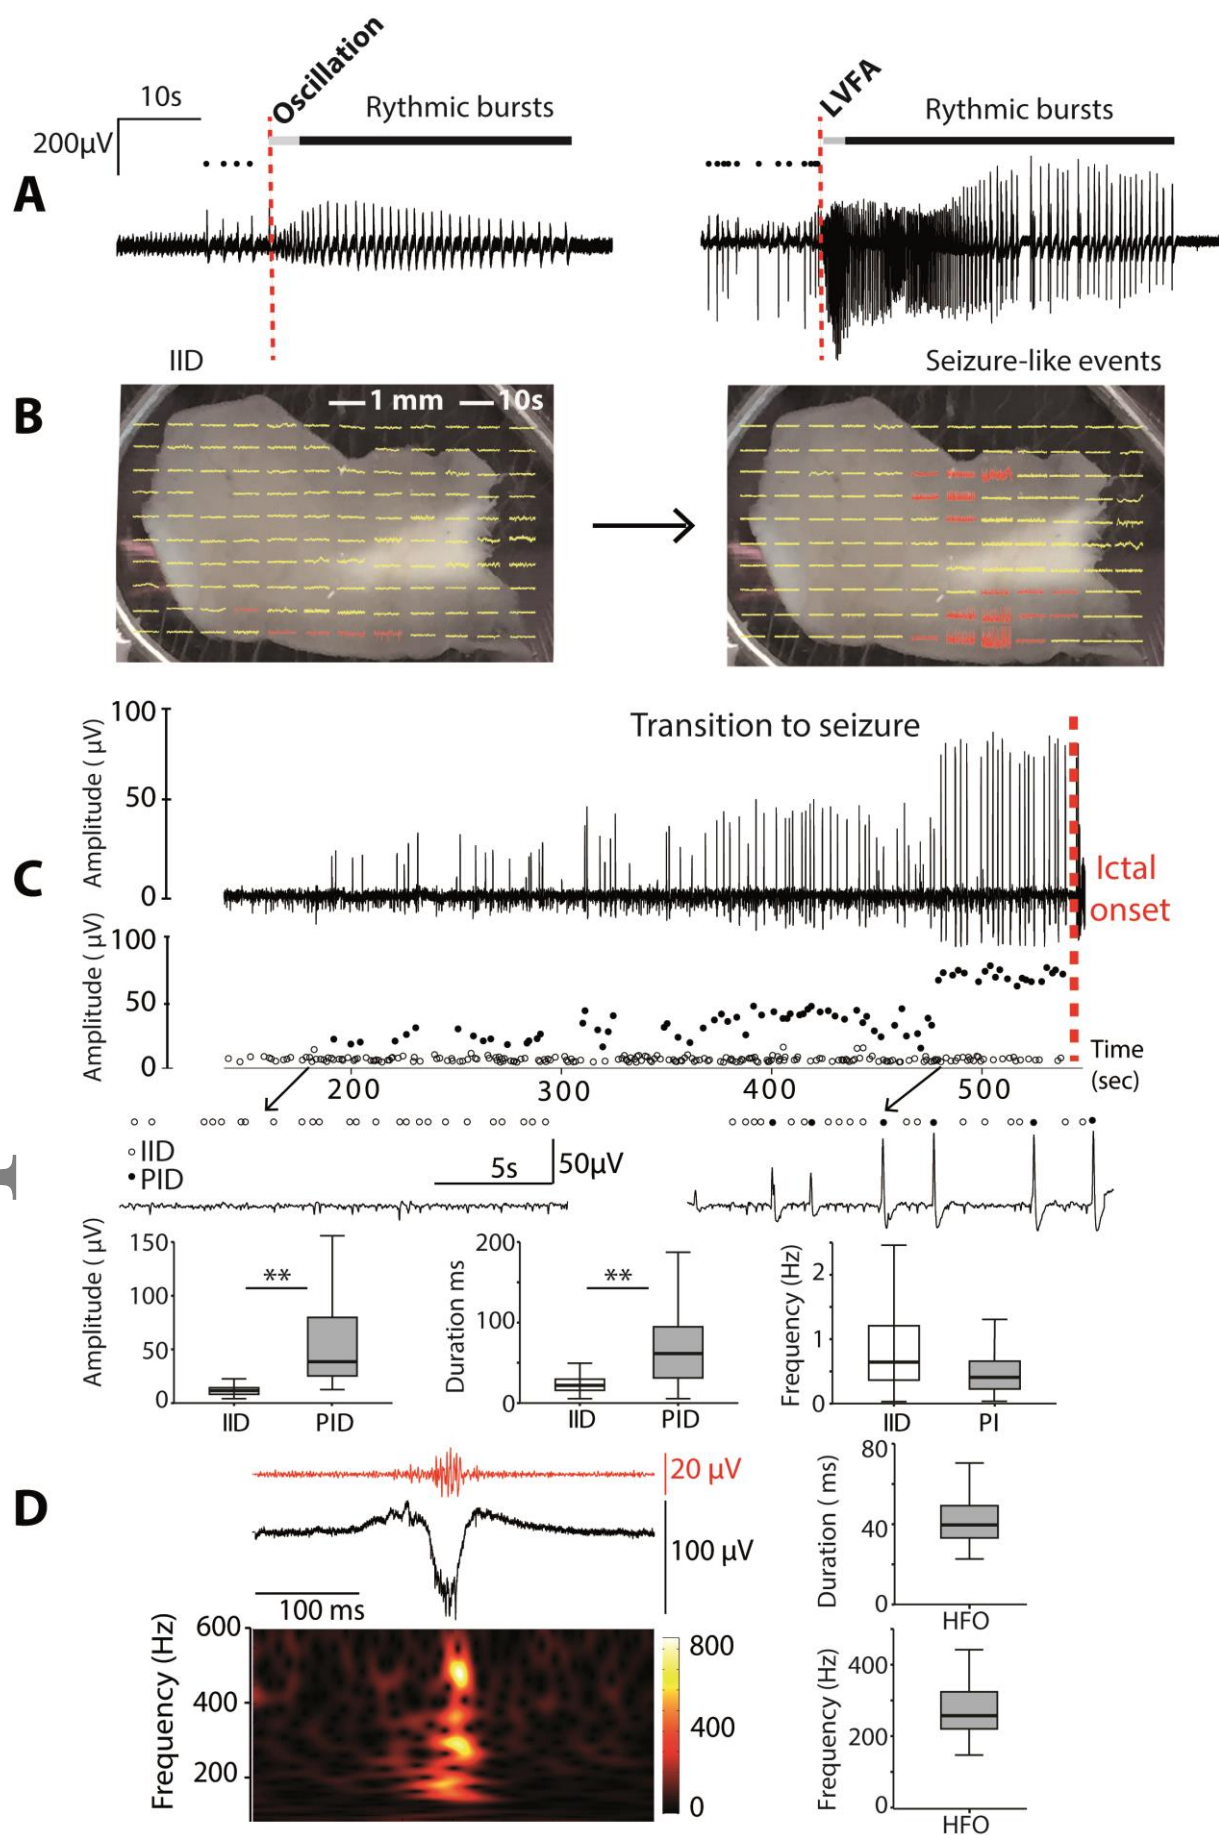 Oscillation
LVFA
10s
Rythmic bursts
Rythmic bursts
200µV
A
IID
Seizure-like events
B
1 mm
10s
C
Transition to seizure
Amplitude ( µV)
100
50
0
Ictal
onset
Amplitude ( µV)
100
50
0
200
300
400
500
Time
(sec)
IID
PID
5s
50µV
Amplitude ( µV)
150
100
50
0
**
IID
PID
Duration ms
200
100
0
**
IID
PID
Frequency (Hz)
2
1
0
IID
PI
D
20 µV
100 µV
100 ms
Frequency (Hz)
600
400
200
800
400
0
Duration ( ms)
80
40
0
HFO
Frequency (Hz)
400
200
0
HFO